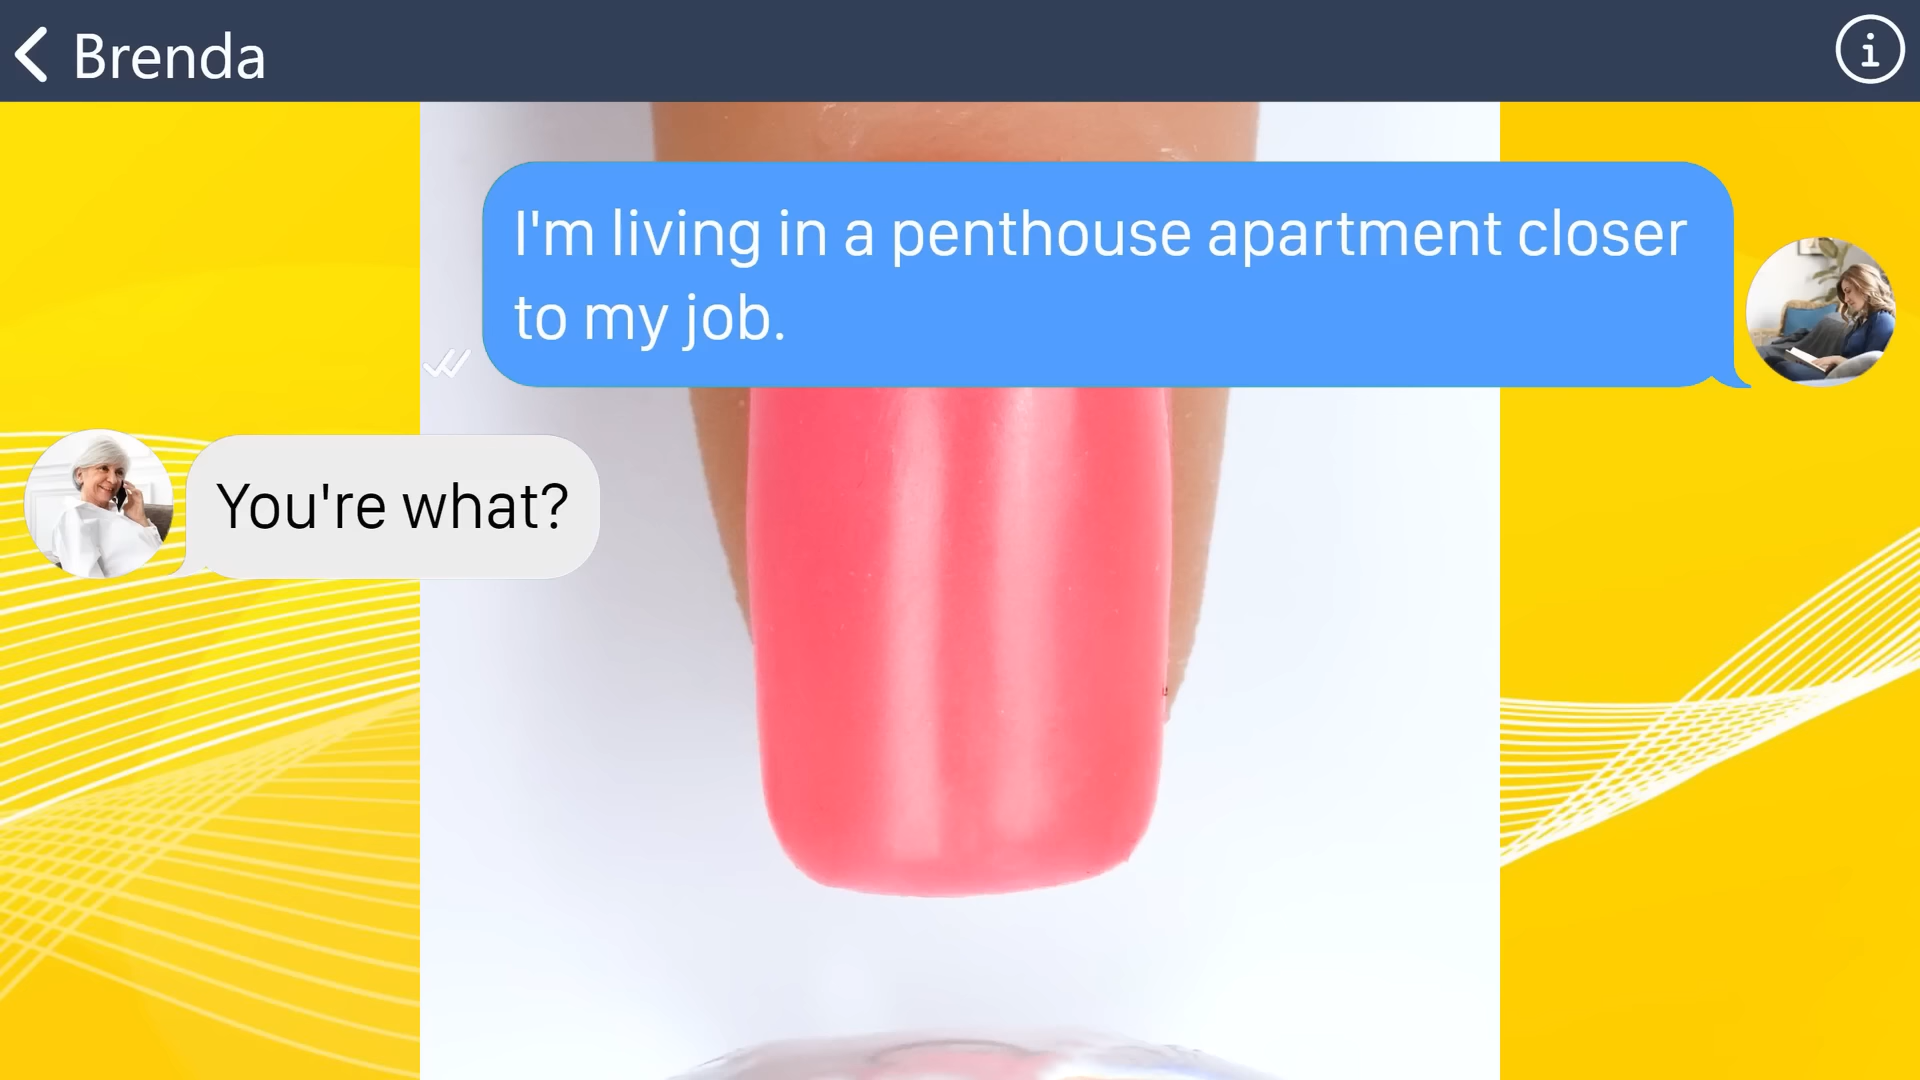 Brenda
I'm living in a penthouse apartment closer
to my job.
You're what?